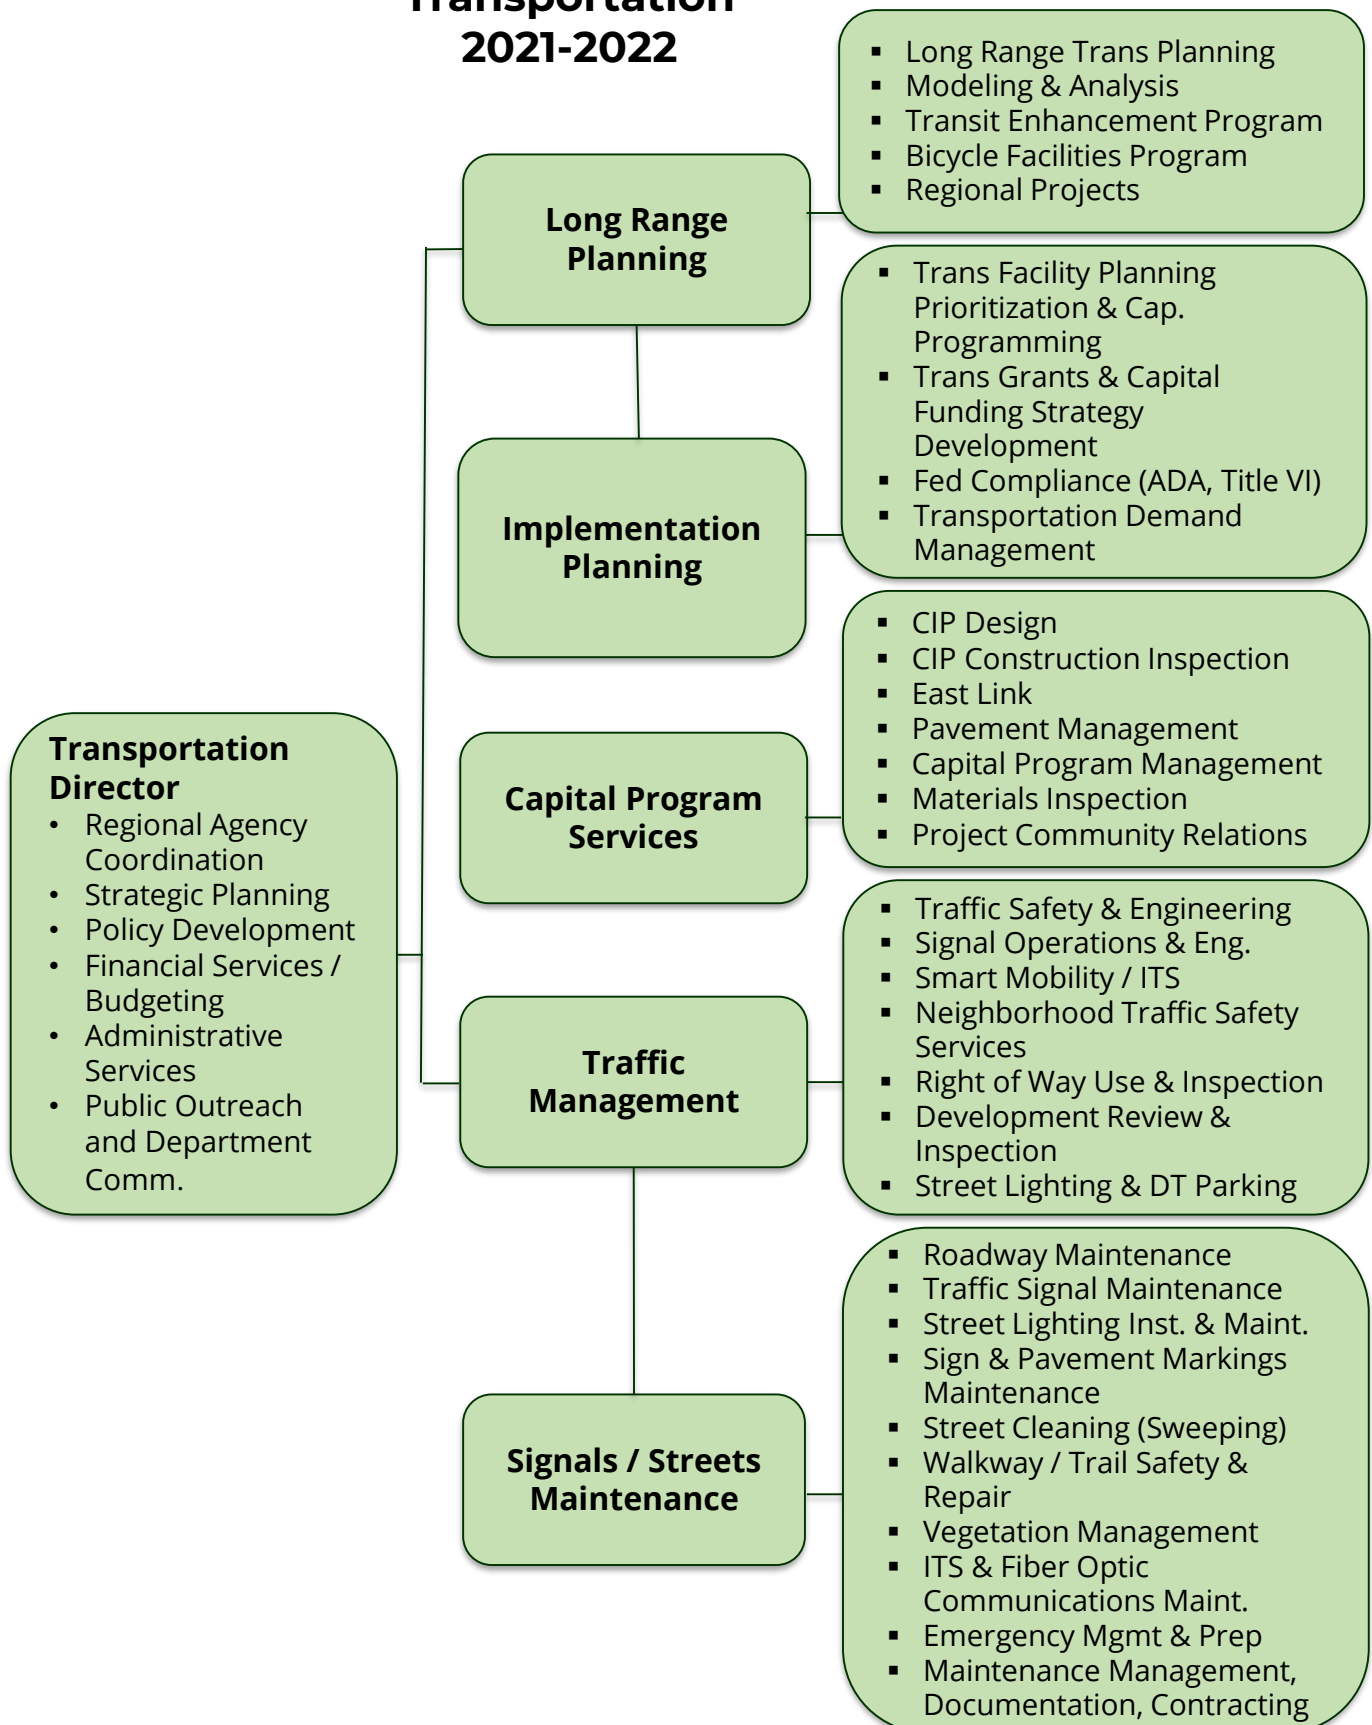 Transportation
2021-2022
▪ Long Range Trans Planning
▪ Modeling & Analysis
▪ Transit Enhancement Program
▪ Bicycle Facilities Program
▪ Regional Projects
Long Range
Planning
▪ Trans Facility Planning
Prioritization & Cap.
Programming
▪ Trans Grants & Capital
Funding Strategy
Development
▪ Fed Compliance (ADA, Title VI)
▪ Transportation Demand
Management
Implementation
Planning
▪ CIP Design
▪ CIP Construction Inspection
▪ East Link
▪ Pavement Management
▪ Capital Program Management
▪ Materials Inspection
▪ Project Community Relations
Capital Program
Services
Transportation
Director
• Regional Agency
Coordination
• Strategic Planning
• Policy Development
• Financial Services /
Budgeting
• Administrative
Services
• Public Outreach
and Department
Comm.
▪ Traffic Safety & Engineering
▪ Signal Operations & Eng.
▪ Smart Mobility / ITS
▪ Neighborhood Traffic Safety
Services
▪ Right of Way Use & Inspection
▪ Development Review &
Inspection
▪ Street Lighting & DT Parking
Traffic
Management
▪ Roadway Maintenance
▪ Traffic Signal Maintenance
▪ Street Lighting Inst. & Maint.
▪ Sign & Pavement Markings
Maintenance
▪ Street Cleaning (Sweeping)
▪ Walkway / Trail Safety &
Repair
▪ Vegetation Management
▪ ITS & Fiber Optic
Communications Maint.
▪ Emergency Mgmt & Prep
▪ Maintenance Management,
Documentation, Contracting
Signals / Streets
Maintenance